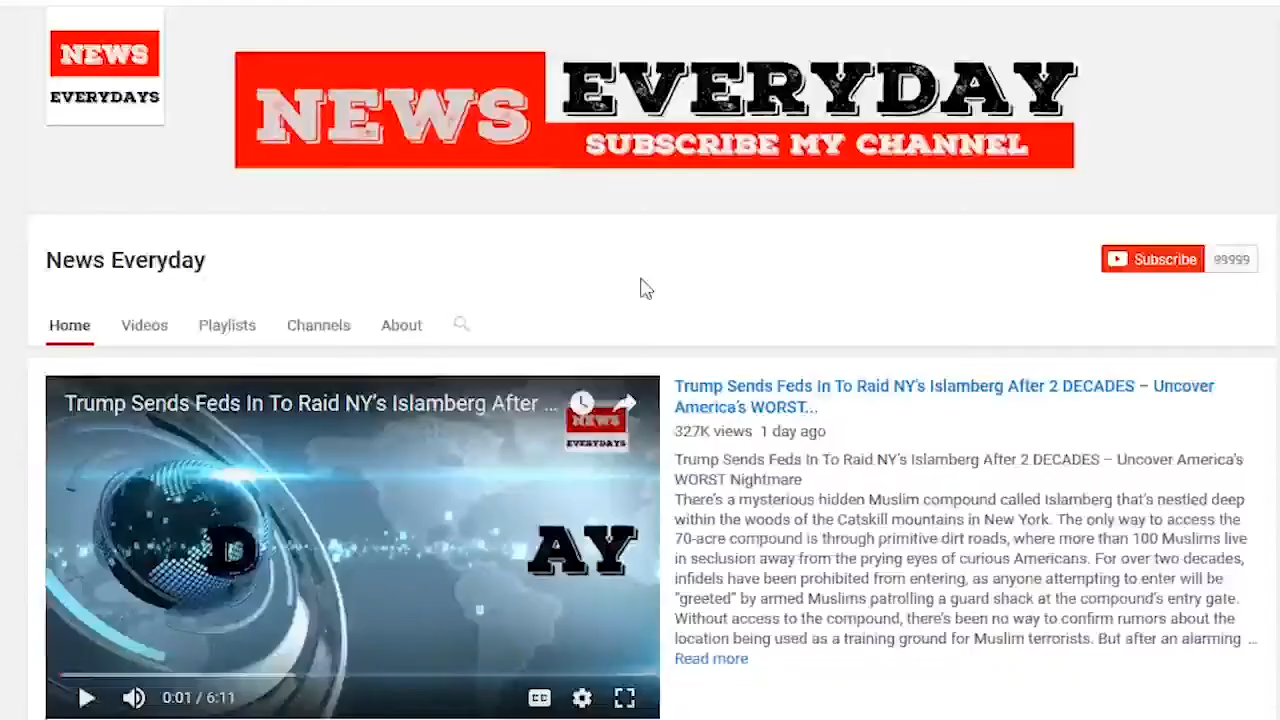 NEWS
EVERYDAYS
NEWS
EVERYDAY
SUBSCRIBE MY CHANNEL
News Everyday
Subscribe 99999
Home Videos Playlists Channels About
Trump Sends Feds In To Raid NY's Islamberg After ...
NEWS
EVERYDAYS
D AY
0:01 / 6:11
CC
Trump Sends Feds In To Raid NY's Islamberg After 2 DECADES – Uncover
America's WORST...
327K views 1 day ago
Trump Sends Feds In To Raid NY's Islamberg After 2 DECADES – Uncover America's
WORST Nightmare
There's a mysterious hidden Muslim compound called Islamberg that's nestled deep
within the woods of the Catskill mountains in New York. The only way to access the
70-acre compound is through primitive dirt roads, where more than 100 Muslims live
in seclusion away from the prying eyes of curious Americans. For over two decades,
infidels have been prohibited from entering, as anyone attempting to enter will be
"greeted" by armed Muslims patrolling a guard shack at the compound's entry gate.
Without access to the compound, there's been no way to confirm rumors about the
location being used as a training ground for Muslim terrorists. But after an alarming ...
Read more